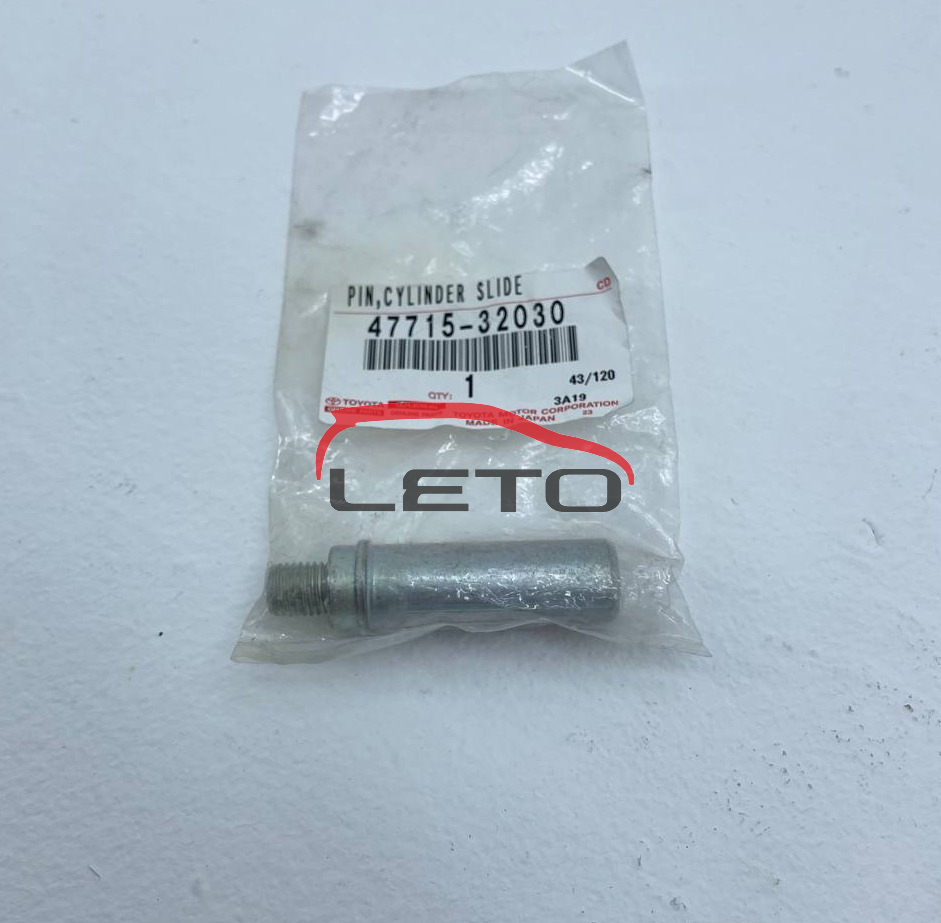 PIN,CYLINDER SLIDE
CD
47715-32030
QTY: 1
43/120
3A19
TOYOTA
TOYOTA MOTOR CORPORATION
MADE IN JAPAN
23
LETO